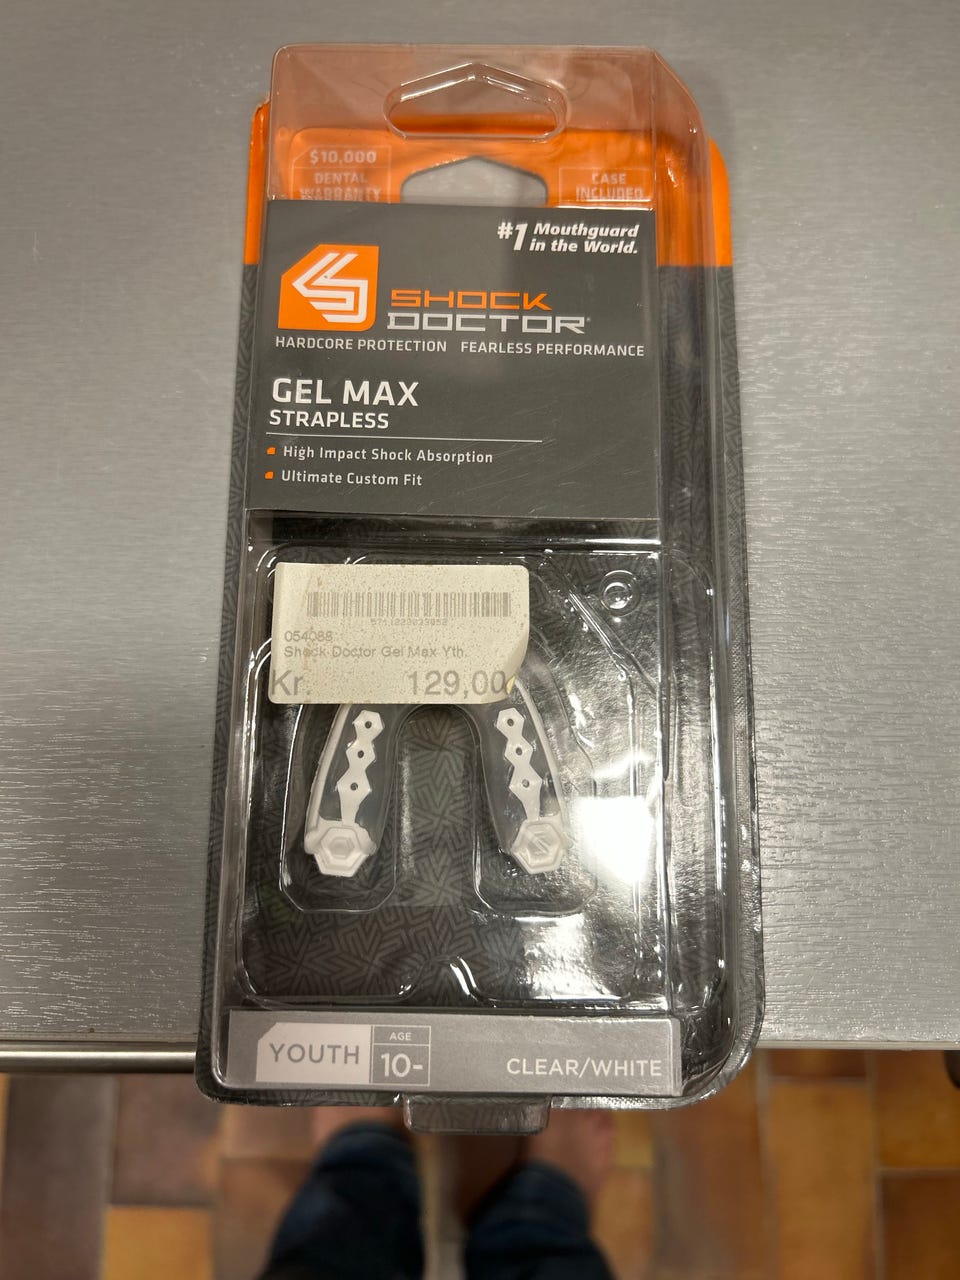 $10,000
DENTAL
WARRANTY
CASE
INCLUDED
#1 Mouthguard
in the World.
SHOCK
DOCTOR
HARDCORE PROTECTION FEARLESS PERFORMANCE
GEL MAX
STRAPLESS
High Impact Shock Absorption
Ultimate Custom Fit
054088
Shock Doctor Gel Max Yth.
Kr. 129,00
YOUTH
AGE
10-
CLEAR/WHITE